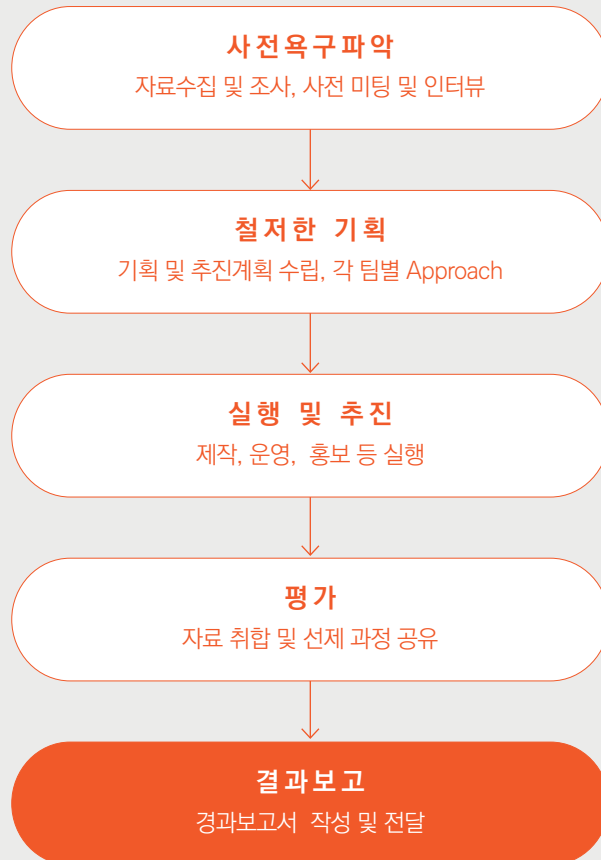 사전욕구파악
자료수집 및 조사, 사전 미팅 및 인터뷰
철저한 기획
기획 및 추진계획 수립, 각 팀별 Approach
실행 및 추진
제작, 운영, 홍보 등 실행
평가
자료 취합 및 선제 과정 공유
결과보고
경과보고서 작성 및 전달